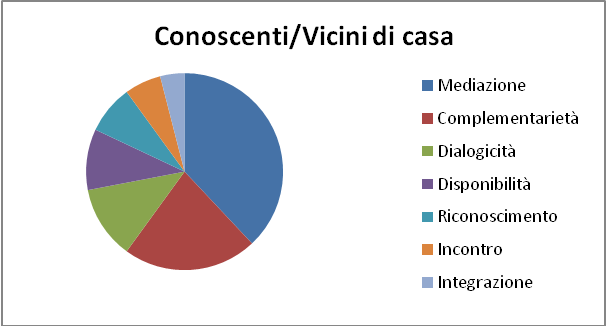 Conoscenti/Vicini di casa
Mediazione
Complementarietà
Dialogicità
Disponibilità
Riconoscimento
Incontro
Integrazione